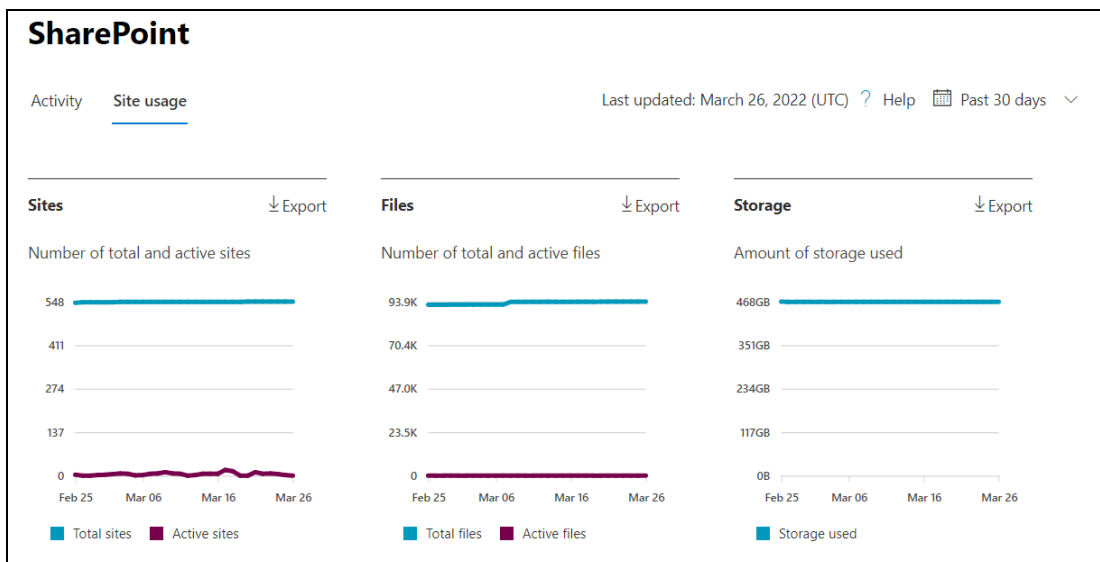 SharePoint
Activity Site usage Last updated: March 26, 2022 (UTC) ? Help Past 30 days
Sites Export Files Export Storage Export
Number of total and active sites Number of total and active files Amount of storage used
548 93.9K 468GB
411 70.4K 351GB
274 47.0K 234GB
137 23.5K 117GB
0 0 0B
Feb 25 Mar 06 Mar 16 Mar 26 Feb 25 Mar 06 Mar 16 Mar 26 Feb 25 Mar 06 Mar 16 Mar 26
Total sites Active sites Total files Active files Storage used